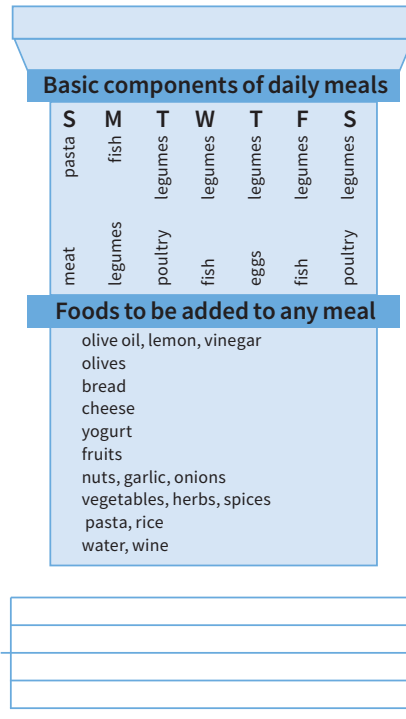 Basic components of daily meals
S M T W T F S
pasta fish legumes legumes legumes legumes legumes
meat legumes poultry fish eggs fish poultry
Foods to be added to any meal
olive oil, lemon, vinegar
olives
bread
cheese
yogurt
fruits
nuts, garlic, onions
vegetables, herbs, spices
pasta, rice
water, wine